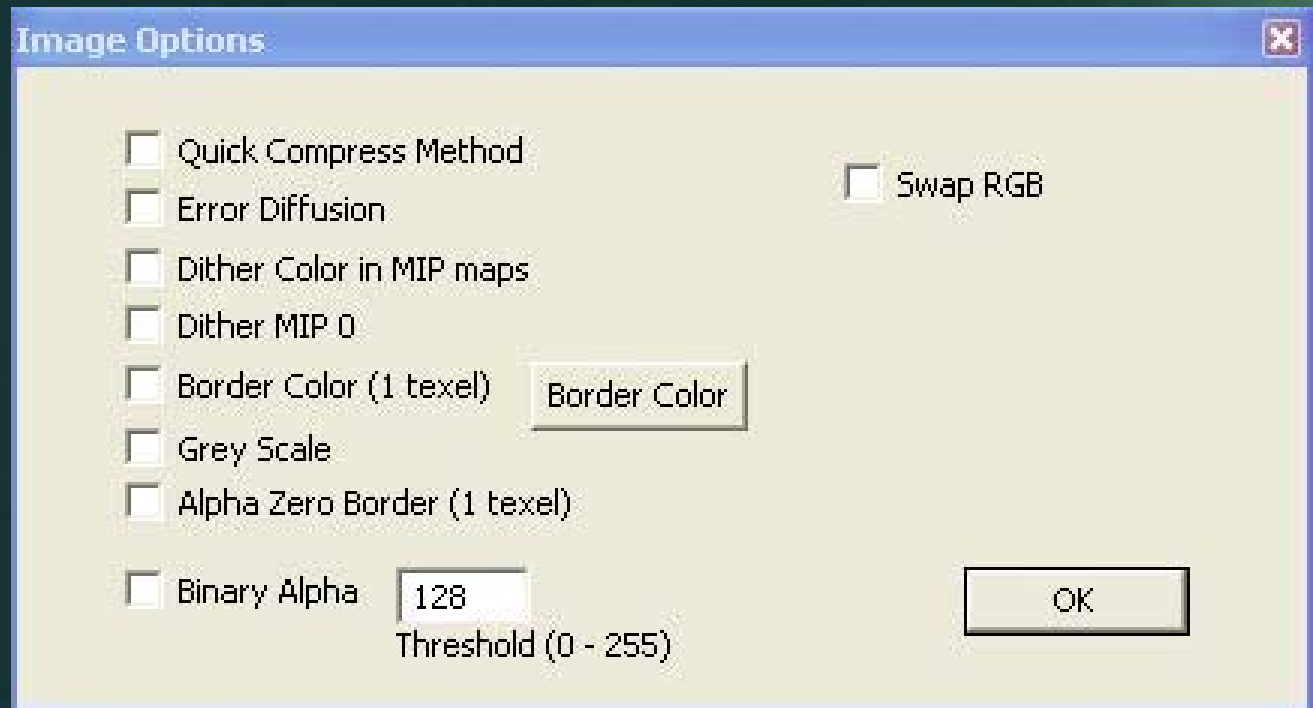 Image Options
Quick Compress Method
Swap RGB
Error Diffusion
Dither Color in MIP maps
Dither MIP 0
Border Color (1 texel)
Border Color
Grey Scale
Alpha Zero Border (1 texel)
Binary Alpha
128
Threshold (0 - 255)
OK